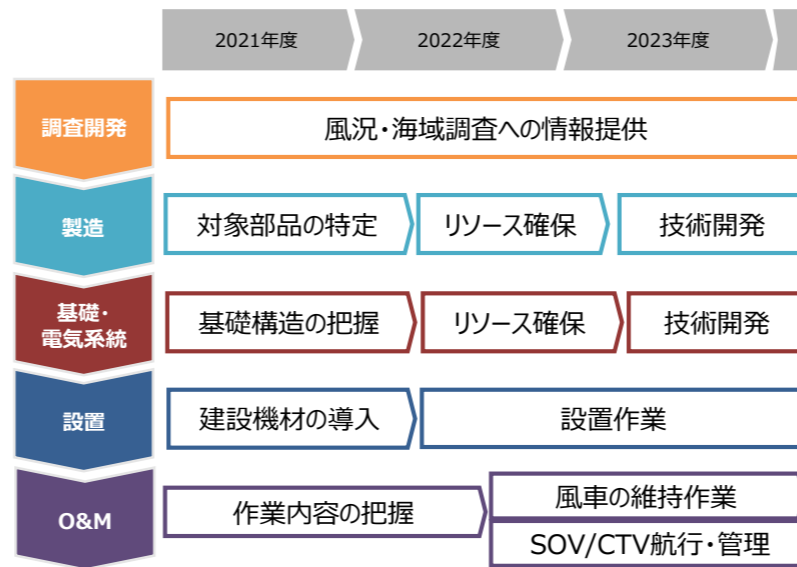 2021年度
2022年度
2023年度
調査開発
風況・海域調査への情報提供
製造
対象部品の特定
リソース確保
技術開発
基礎・
電気系統
基礎構造の把握
リソース確保
技術開発
設置
建設機材の導入
設置作業
O&M
作業内容の把握
風車の維持作業
SOV/CTV航行・管理